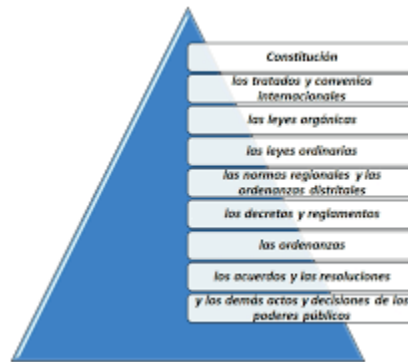 Constitución
los tratados y convenios
internacionales
las leyes orgánicas
las leyes ordinarias
las normas regionales y las
ordenanzas distritales
los decretos y reglamentos
las ordenanzas
los acuerdos y las resoluciones
y los demás actos y decisiones de los
poderes públicos